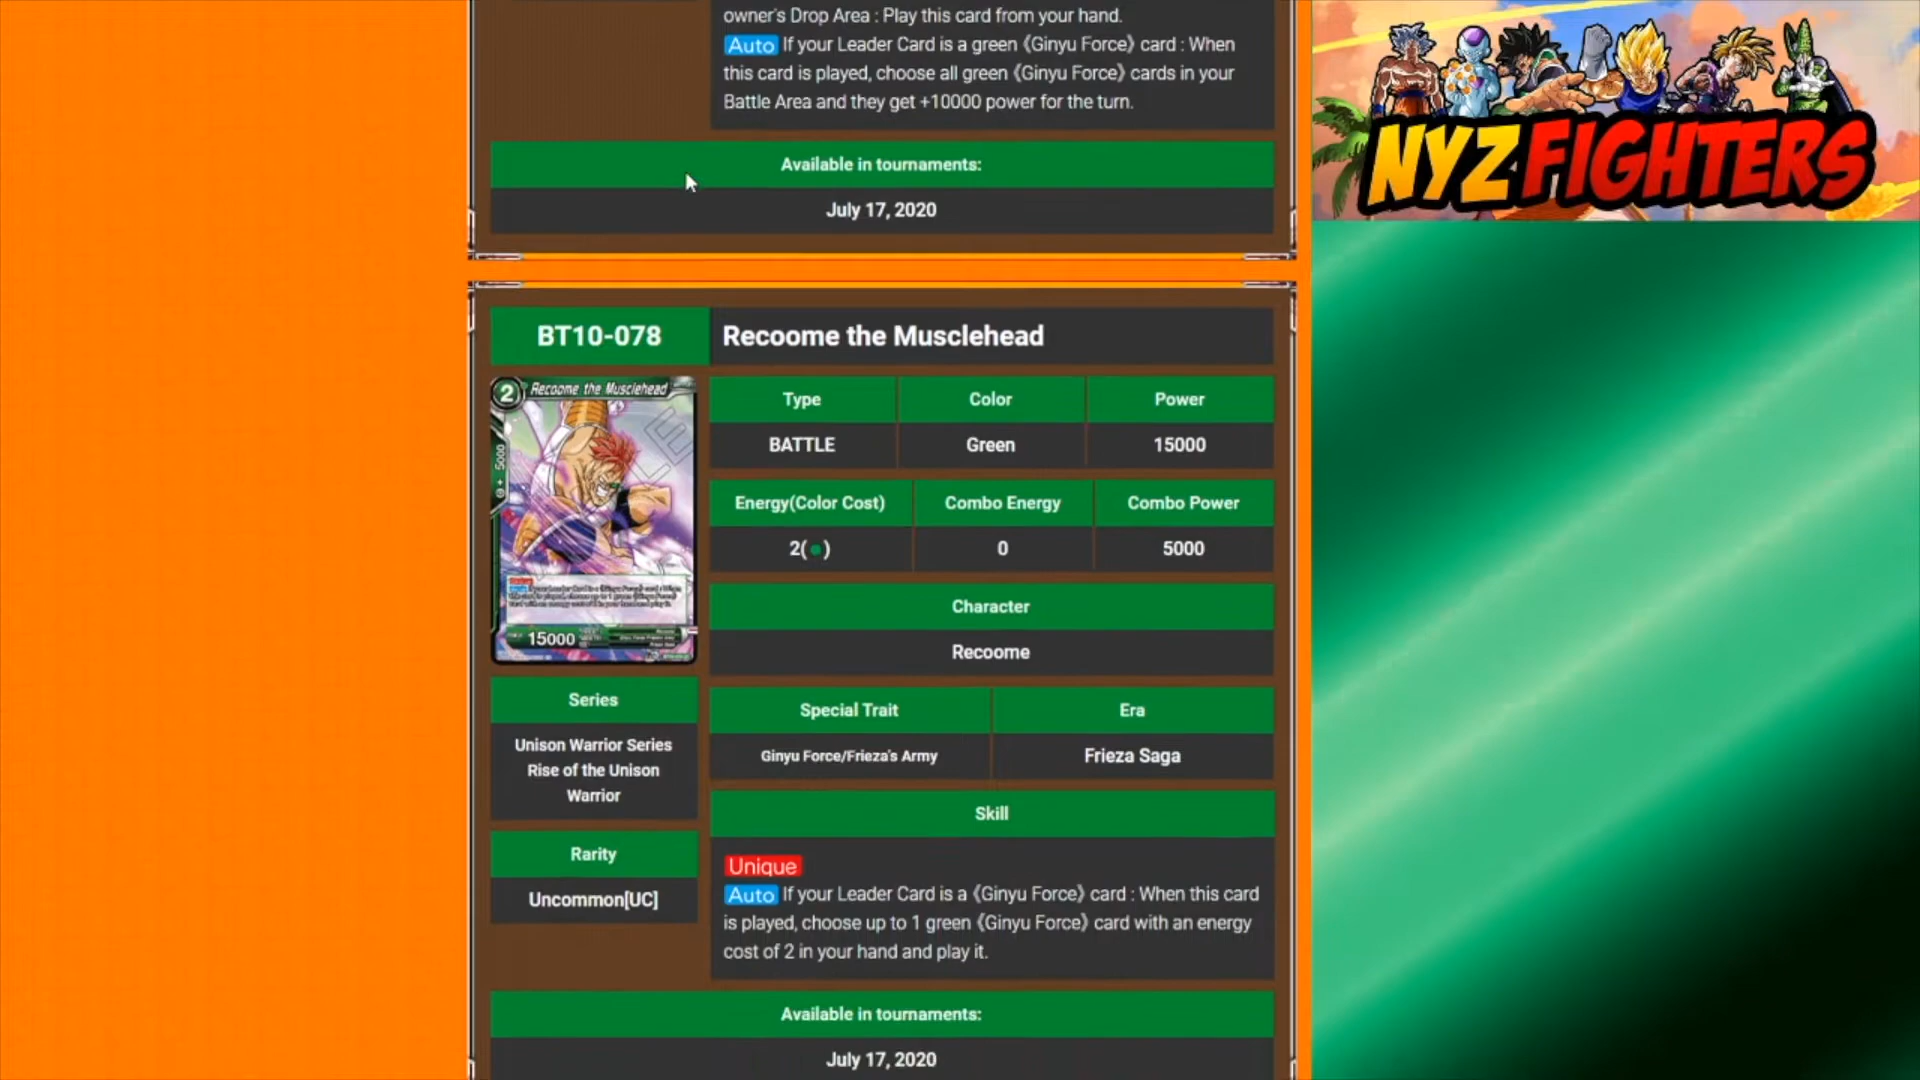 owner's Drop Area : Play this card from your hand.
Auto If your Leader Card is a green 《Ginyu Force》 card : When
this card is played, choose all green 《Ginyu Force》 cards in your
Battle Area and they get +10000 power for the turn.
Available in tournaments:
July 17, 2020
NYZ FIGHTERS
BT10-078
Recoome the Musclehead
2 Recoome the Musclehead
5000
15000
Type
Color
Power
BATTLE
Green
15000
Energy(Color Cost)
Combo Energy
Combo Power
2(●)
0
5000
Character
Recoome
Series
Unison Warrior Series
Rise of the Unison
Warrior
Special Trait
Era
Ginyu Force/Frieza's Army
Frieza Saga
Rarity
Uncommon[UC]
Skill
Unique
Auto If your Leader Card is a 《Ginyu Force》 card : When this card
is played, choose up to 1 green 《Ginyu Force》 card with an energy
cost of 2 in your hand and play it.
Available in tournaments:
July 17, 2020